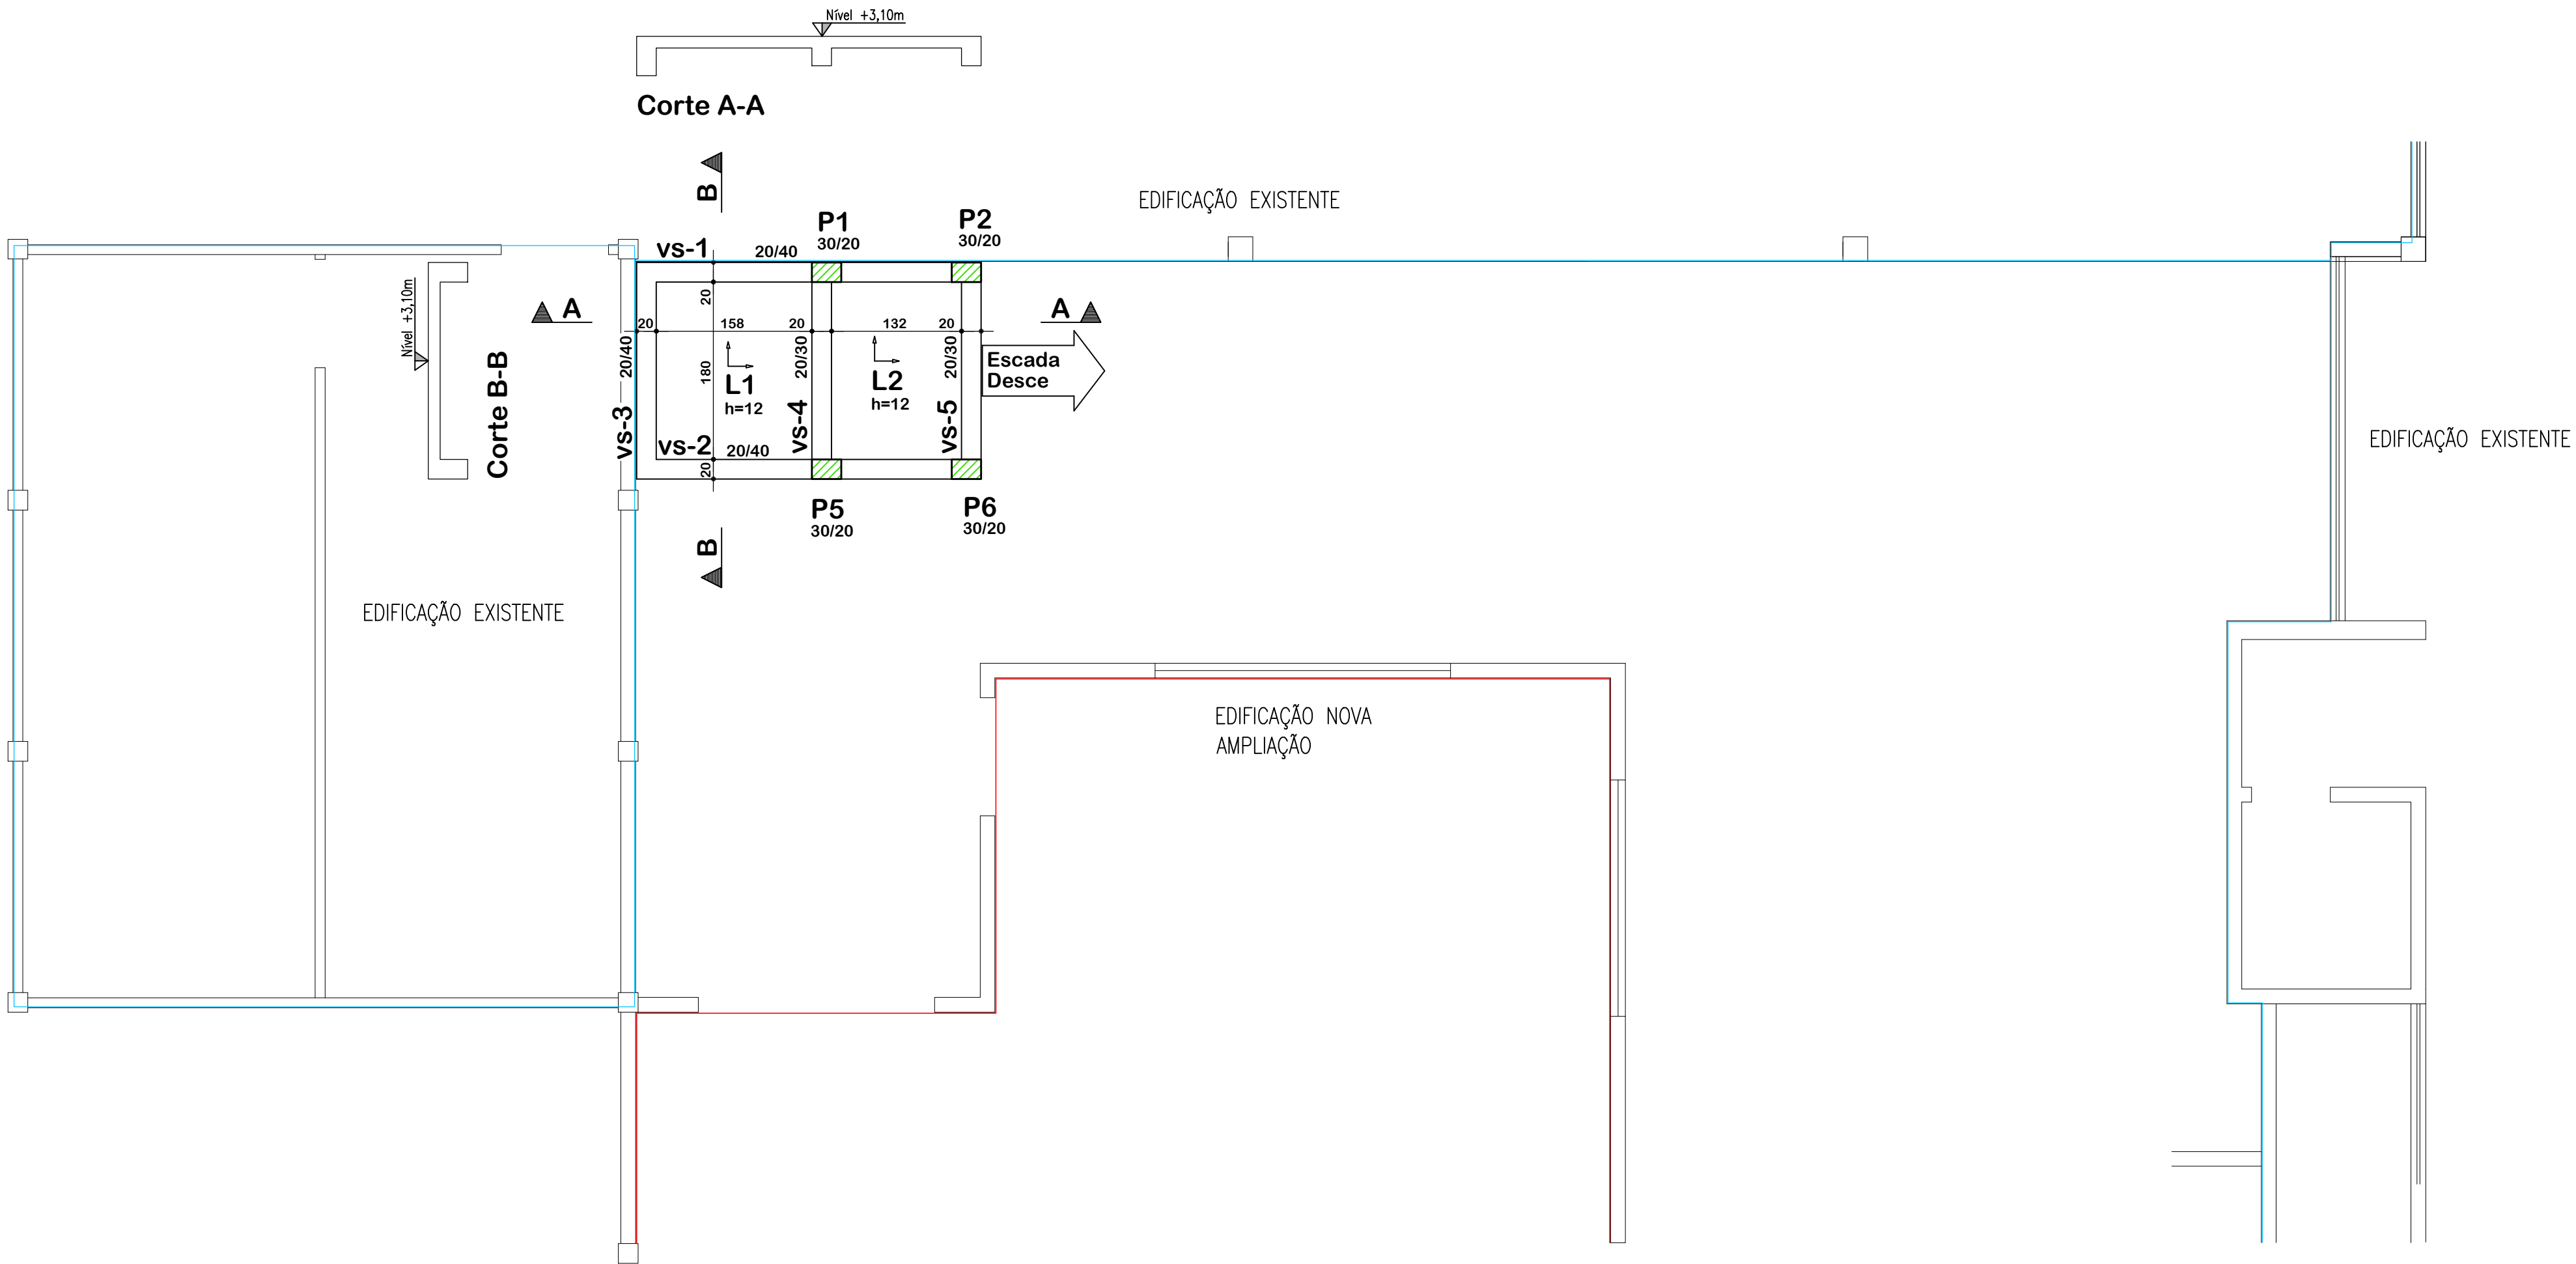 Nível +3,10m
Corte A-A
B
EDIFICAÇÃO EXISTENTE
P1
30/20
P2
30/20
vs-1
20/40
Nível +3,10m
Corte B-B
A
A
20
20
158
20
132
20
20/40
180
20/30
20/30
L1
h=12
L2
h=12
Escada
Desce
vs-3
vs-4
vs-5
vs-2
20/40
20
P5
30/20
P6
30/20
B
EDIFICAÇÃO EXISTENTE
EDIFICAÇÃO EXISTENTE
EDIFICAÇÃO NOVA
AMPLIAÇÃO